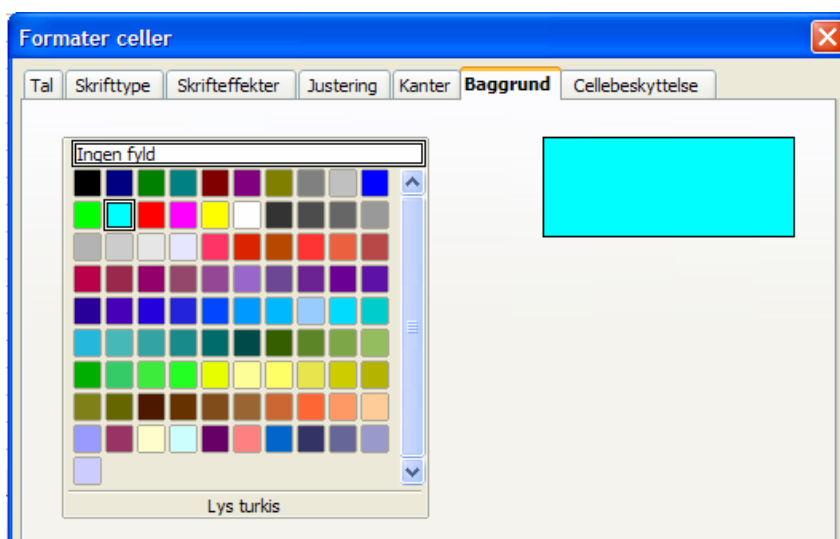 Formater celler
Tal Skrifttype Skrifteffekter Justering Kanter Baggrund Cellebeskyttelse
Ingen fyld
Lys turkis